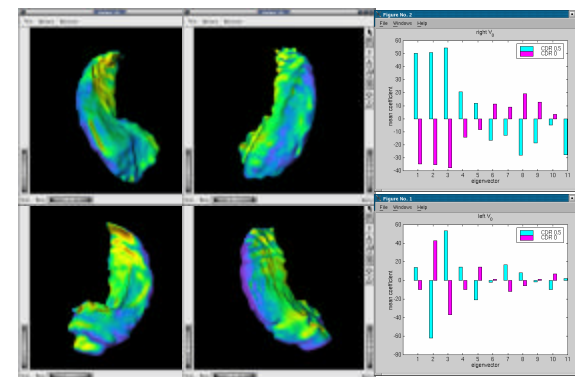 Figure No. 2
File Windows Help
right V0
60
50
40
30
20
10
0
-10
-20
-30
-40
mean coefficient
CDR 0.5
CDR 0
1 2 3 4 5 6 7 8 9 10 11
eigenvector
Figure No. 1
File Windows Help
left V0
60
40
20
0
-20
-40
-60
-80
mean coefficient
CDR 0.5
CDR 0
1 2 3 4 5 6 7 8 9 10 11
eigenvector